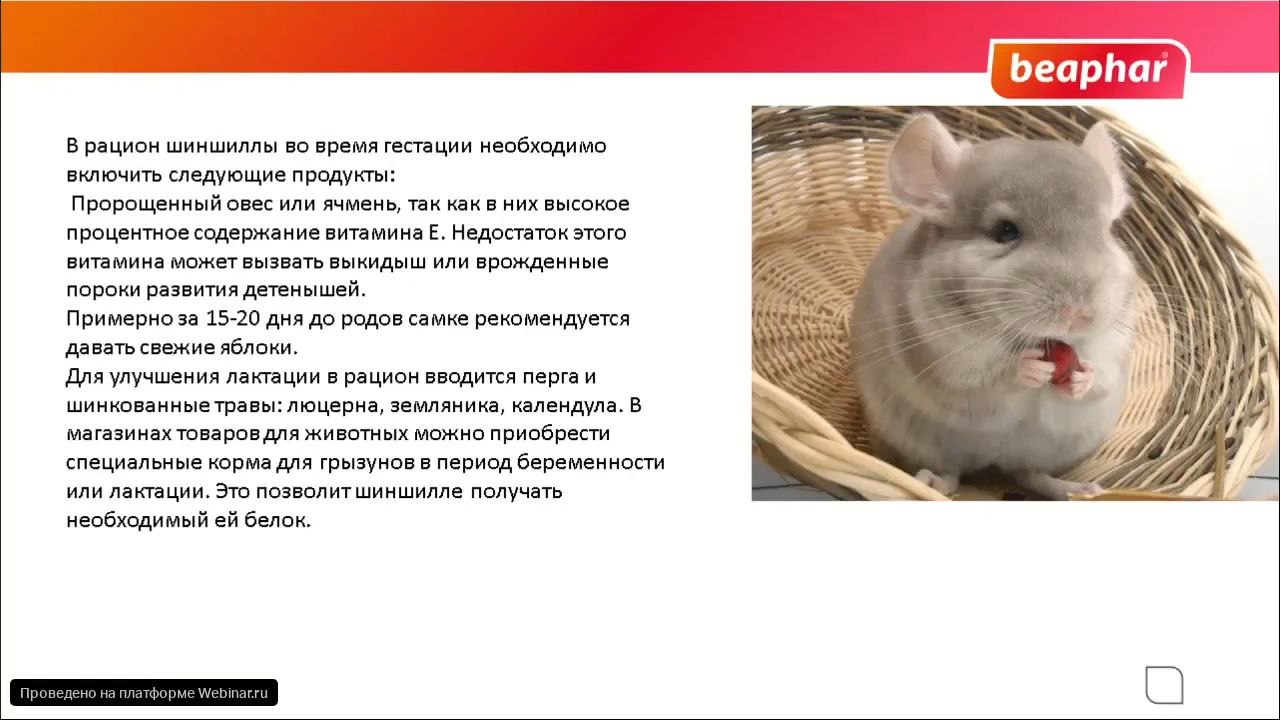 beaphar
В рацион шиншиллы во время гестации необходимо
включить следующие продукты:
Пророщенный овес или ячмень, так как в них высокое
процентное содержание витамина Е. Недостаток этого
витамина может вызвать выкидыш или врожденные
пороки развития детенышей.
Примерно за 15-20 дня до родов самке рекомендуется
давать свежие яблоки.
Для улучшения лактации в рацион вводится перга и
шинкованные травы: люцерна, земляника, календула. В
магазинах товаров для животных можно приобрести
специальные корма для грызунов в период беременности
или лактации. Это позволит шиншилле получать
необходимый ей белок.
Проведено на платформе Webinar.ru